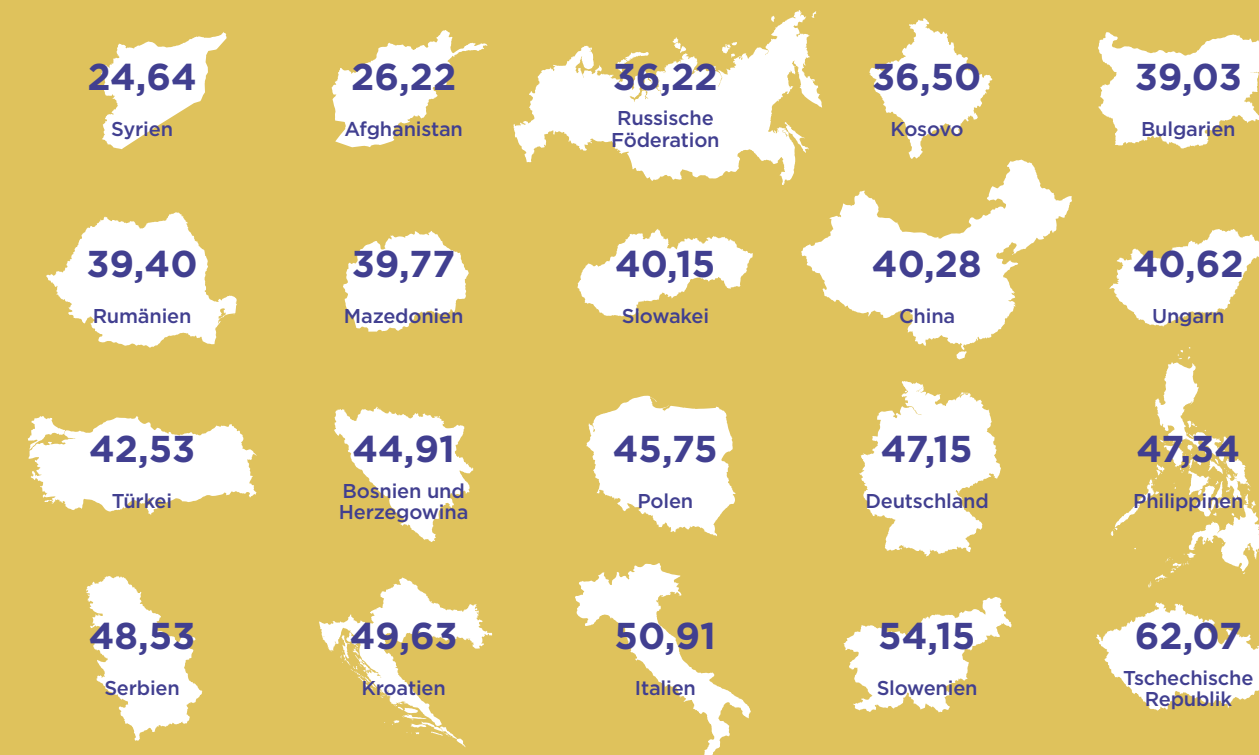 24,64
Syrien
26,22
Afghanistan
36,22
Russische
Föderation
36,50
Kosovo
39,03
Bulgarien
39,40
Rumänien
39,77
Mazedonien
40,15
Slowakei
40,28
China
40,62
Ungarn
42,53
Türkei
44,91
Bosnien und
Herzegowina
45,75
Polen
47,15
Deutschland
47,34
Philippinen
48,53
Serbien
49,63
Kroatien
50,91
Italien
54,15
Slowenien
62,07
Tschechische
Republik